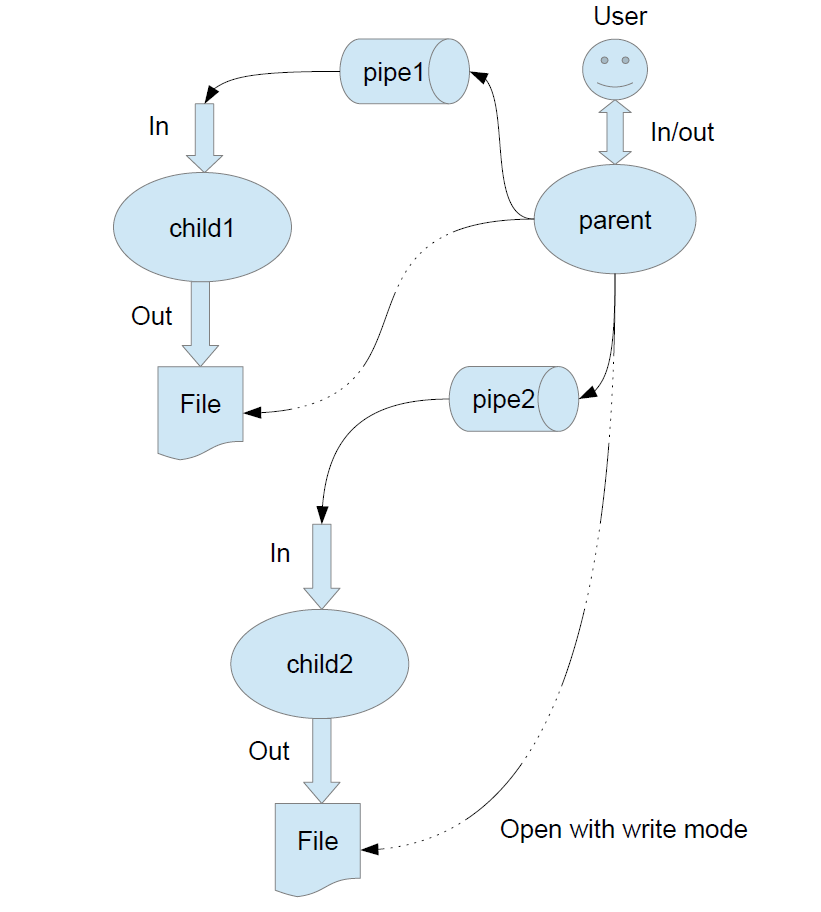 User
pipe1
In
In/out
child1
parent
Out
File
pipe2
In
child2
Out
File
Open with write mode